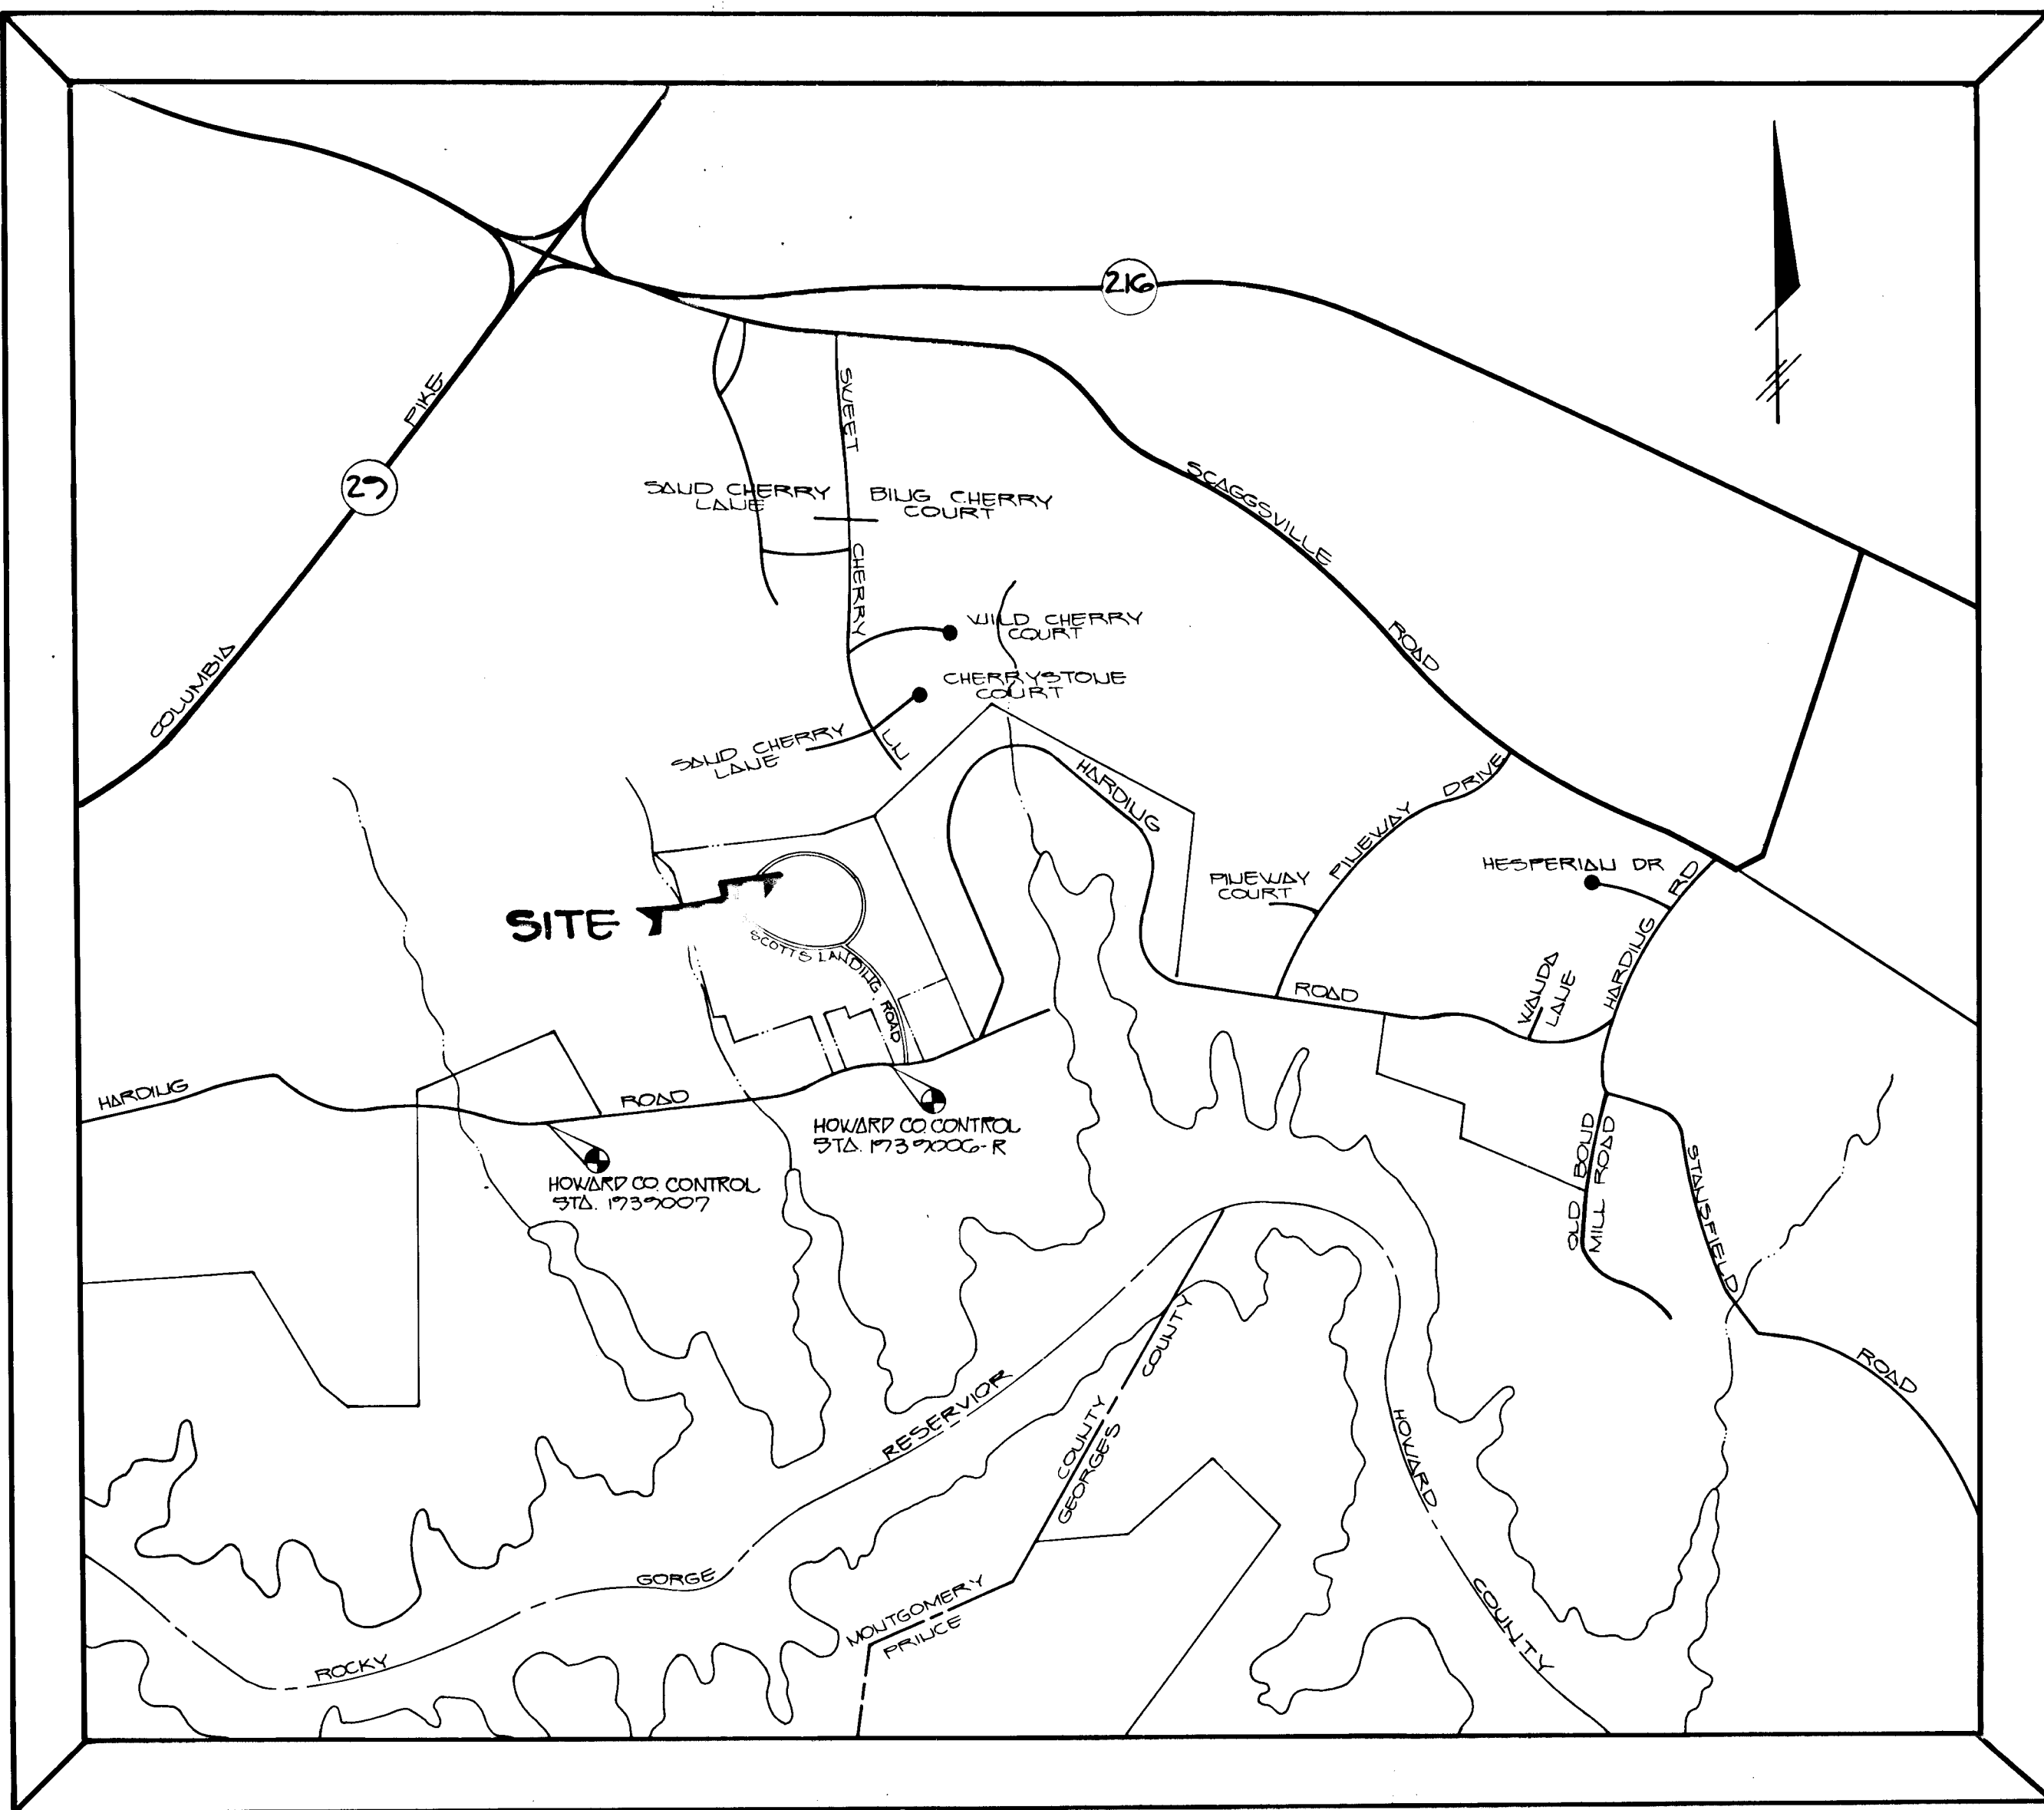 216
PIKE
29
COLUMBIA
SWEET
CHERRY
LN
SAND CHERRY
LANE
BING CHERRY
COURT
SCAGGSVILLE
ROAD
WILD CHERRY
COURT
CHERRYSTONE
COURT
SAND CHERRY
LANE
HARDING
ROAD
PINEWAY DRIVE
PINEWAY
COURT
HESPERIAN DR
HARDING RD
WANDA
LANE
SITE
SCOTTS LANDING ROAD
HARDING
ROAD
HOWARD CO. CONTROL
STA. 1939006-R
HOWARD CO. CONTROL
STA. 1939007
OLD BOND
MILL ROAD
STANSFIELD
ROAD
ROCKY
GORGE
RESERVIOR
MONTGOMERY
COUNTY
PRINCE
GEORGES
COUNTY
HOWARD
COUNTY